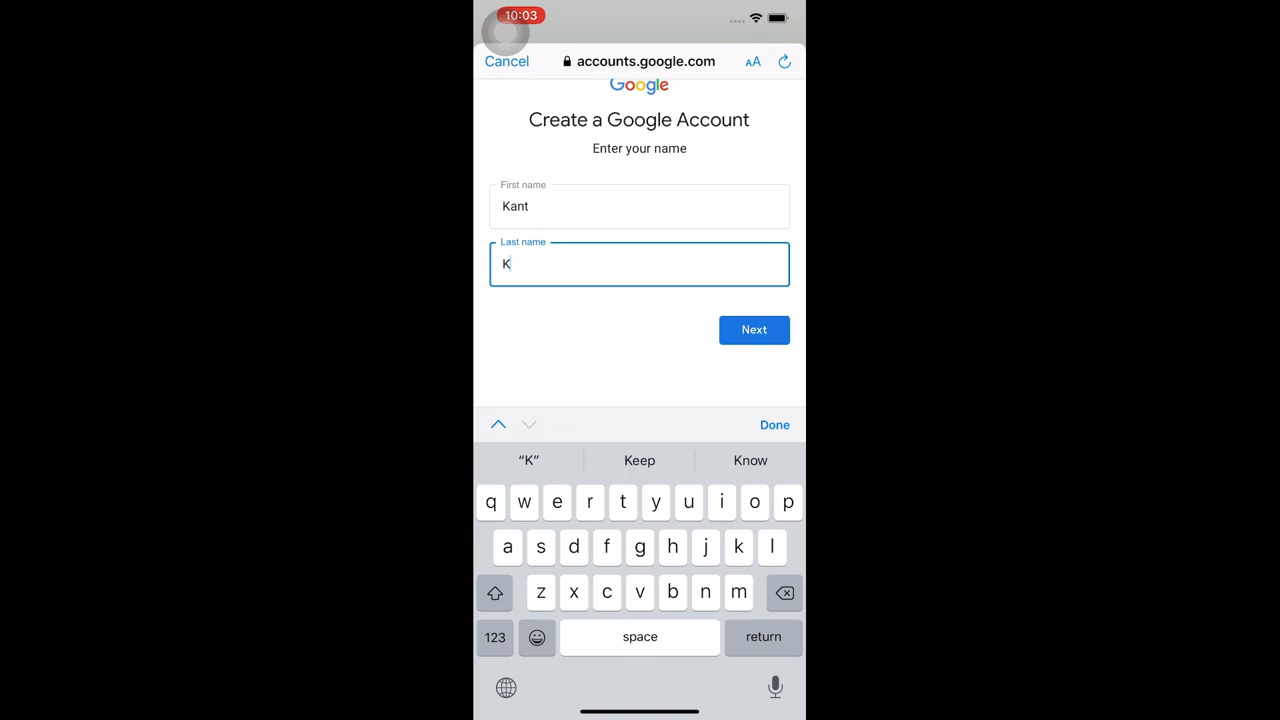 10:03
Cancel accounts.google.com AA
Google
Create a Google Account
Enter your name
First name
Kant
Last name
K
Next
Done
“K” Keep Know
q w e r t y u i o p
a s d f g h j k l
z x c v b n m
123 space return